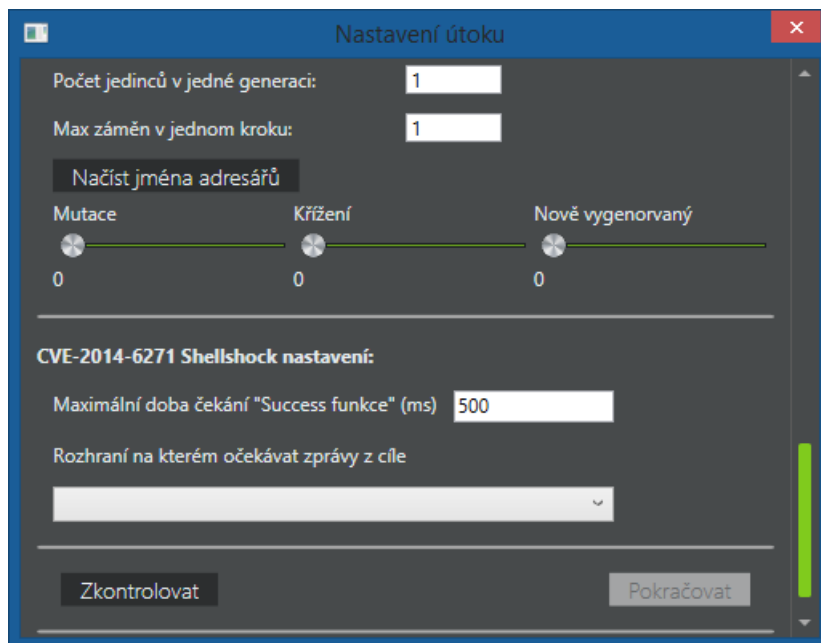 Nastavení útoku
Počet jedinců v jedné generaci: 1
Max záměn v jednom kroku: 1
Načíst jména adresářů
Mutace Křížení Nově vygenorvaný
0 0 0
CVE-2014-6271 Shellshock nastavení:
Maximální doba čekání "Success funkce" (ms) 500
Rozhraní na kterém očekávat zprávy z cíle
Zkontrolovat Pokračovat